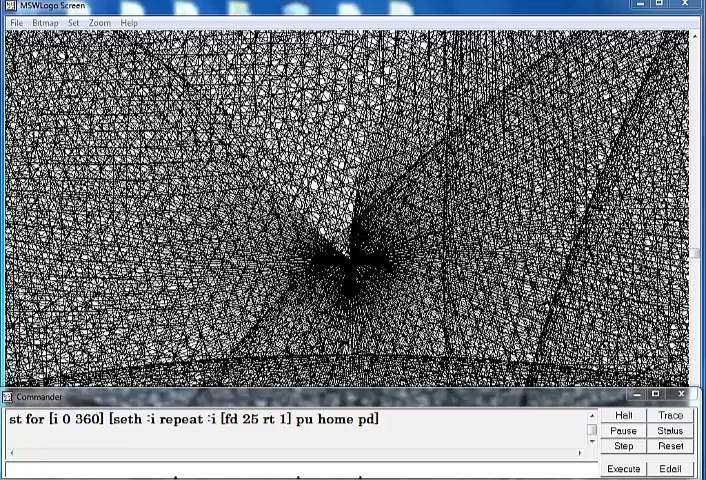 MSWLogo Screen
File Bitmap Set Zoom Help
Commander
st for [i 0 360] [seth :i repeat :i [fd 25 rt 1] pu home pd]
Halt Trace
Pause Status
Step Reset
Execute Edall